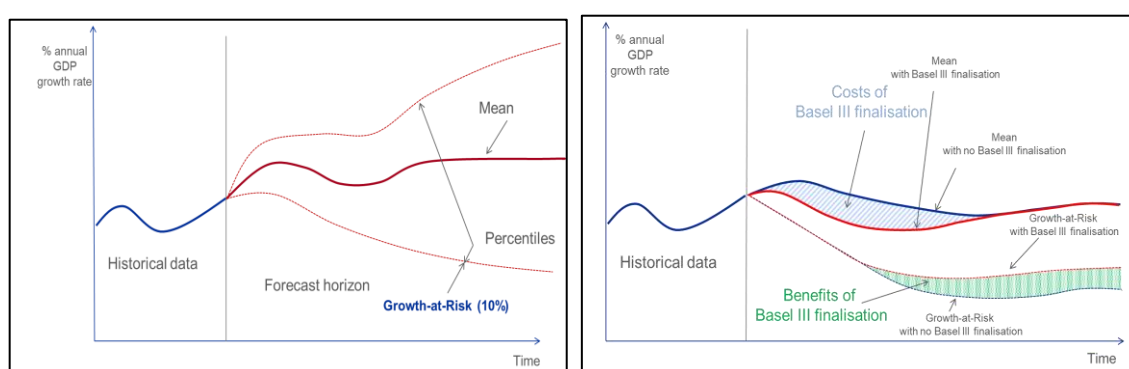 % annual
GDP
growth rate
Mean
Percentiles
Historical data
Forecast horizon
Growth-at-Risk (10%)
Time
% annual
GDP
growth rate
Mean
with Basel III finalisation
Costs of
Basel III finalisation
Mean
with no Basel III finalisation
Growth-at-Risk
with Basel III finalisation
Historical data
Benefits of
Basel III finalisation
Growth-at-Risk
with no Basel III finalisation
Time